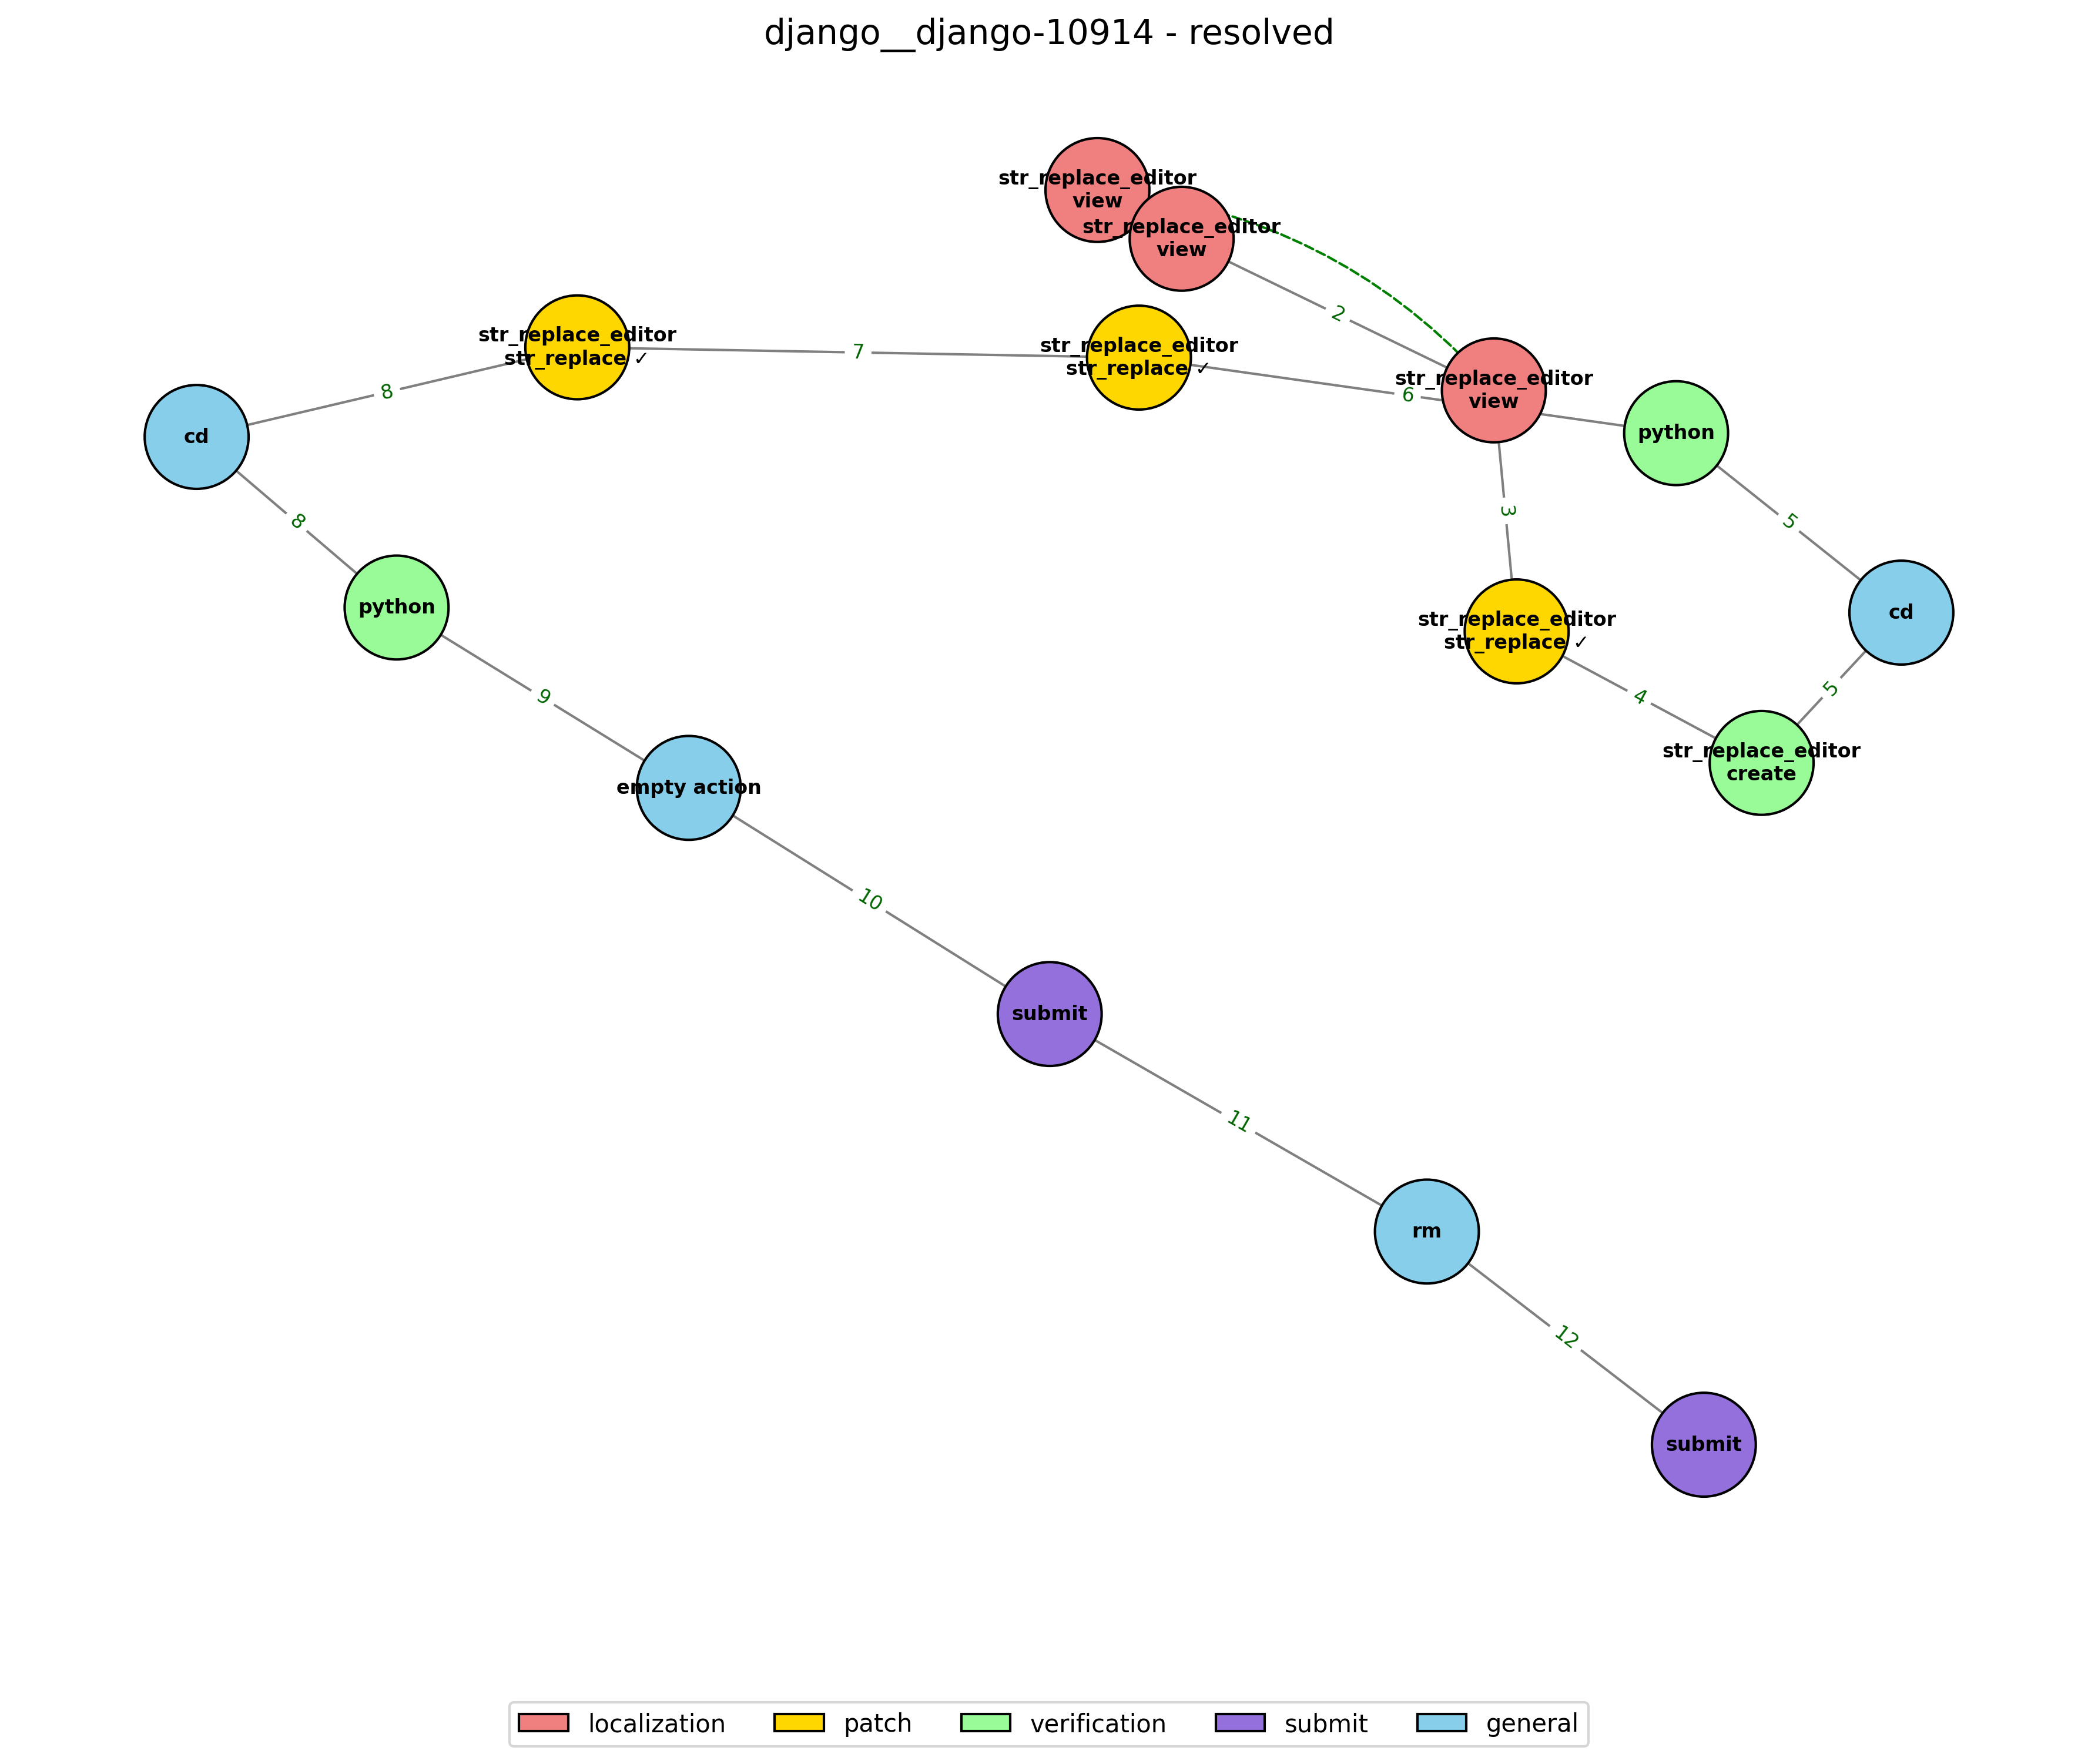 django__django-10914 - resolved
str_replace_editor
view
str_replace_editor
view
2
str_replace_editor
str_replace ✓
7
str_replace_editor
str_replace ✓
6
str_replace_editor
view
8
cd
python
3
5
8
python
cd
str_replace_editor
str_replace ✓
4
5
9
str_replace_editor
create
empty action
10
submit
11
rm
12
submit
localization
patch
verification
submit
general